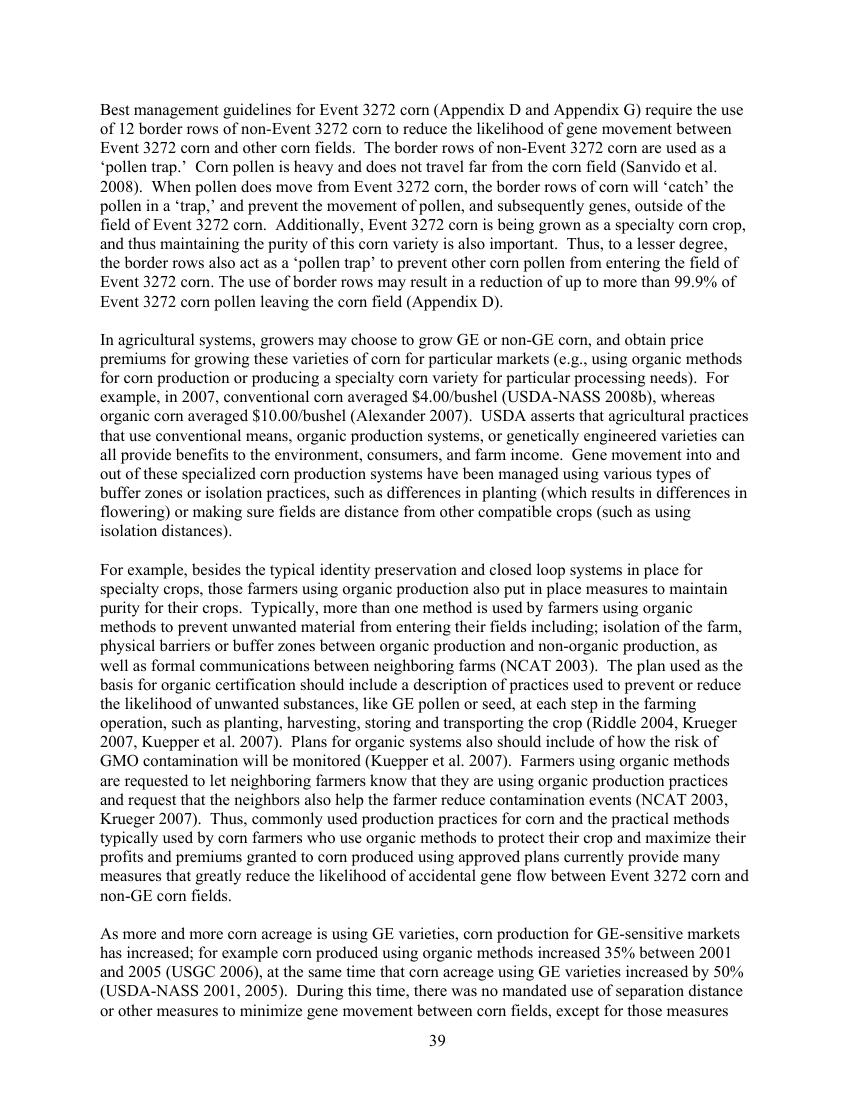 Best management guidelines for Event 3272 corn (Appendix D and Appendix G) require the use
of 12 border rows of non-Event 3272 corn to reduce the likelihood of gene movement between
Event 3272 corn and other corn fields.  The border rows of non-Event 3272 corn are used as a
‘pollen trap.’  Corn pollen is heavy and does not travel far from the corn field (Sanvido et al.
2008).  When pollen does move from Event 3272 corn, the border rows of corn will ‘catch’ the
pollen in a ‘trap,’ and prevent the movement of pollen, and subsequently genes, outside of the
field of Event 3272 corn.  Additionally, Event 3272 corn is being grown as a specialty corn crop,
and thus maintaining the purity of this corn variety is also important.  Thus, to a lesser degree,
the border rows also act as a ‘pollen trap’ to prevent other corn pollen from entering the field of
Event 3272 corn. The use of border rows may result in a reduction of up to more than 99.9% of
Event 3272 corn pollen leaving the corn field (Appendix D).
In agricultural systems, growers may choose to grow GE or non-GE corn, and obtain price
premiums for growing these varieties of corn for particular markets (e.g., using organic methods
for corn production or producing a specialty corn variety for particular processing needs).  For
example, in 2007, conventional corn averaged $4.00/bushel (USDA-NASS 2008b), whereas
organic corn averaged $10.00/bushel (Alexander 2007).  USDA asserts that agricultural practices
that use conventional means, organic production systems, or genetically engineered varieties can
all provide benefits to the environment, consumers, and farm income.  Gene movement into and
out of these specialized corn production systems have been managed using various types of
buffer zones or isolation practices, such as differences in planting (which results in differences in
flowering) or making sure fields are distance from other compatible crops (such as using
isolation distances).
For example, besides the typical identity preservation and closed loop systems in place for
specialty crops, those farmers using organic production also put in place measures to maintain
purity for their crops.  Typically, more than one method is used by farmers using organic
methods to prevent unwanted material from entering their fields including; isolation of the farm,
physical barriers or buffer zones between organic production and non-organic production, as
well as formal communications between neighboring farms (NCAT 2003).  The plan used as the
basis for organic certification should include a description of practices used to prevent or reduce
the likelihood of unwanted substances, like GE pollen or seed, at each step in the farming
operation, such as planting, harvesting, storing and transporting the crop (Riddle 2004, Krueger
2007, Kuepper et al. 2007).  Plans for organic systems also should include of how the risk of
GMO contamination will be monitored (Kuepper et al. 2007).  Farmers using organic methods
are requested to let neighboring farmers know that they are using organic production practices
and request that the neighbors also help the farmer reduce contamination events (NCAT 2003,
Krueger 2007).  Thus, commonly used production practices for corn and the practical methods
typically used by corn farmers who use organic methods to protect their crop and maximize their
profits and premiums granted to corn produced using approved plans currently provide many
measures that greatly reduce the likelihood of accidental gene flow between Event 3272 corn and
non-GE corn fields.
As more and more corn acreage is using GE varieties, corn production for GE-sensitive markets
has increased; for example corn produced using organic methods increased 35% between 2001
and 2005 (USGC 2006), at the same time that corn acreage using GE varieties increased by 50%
(USDA-NASS 2001, 2005).  During this time, there was no mandated use of separation distance
or other measures to minimize gene movement between corn fields, except for those measures
39